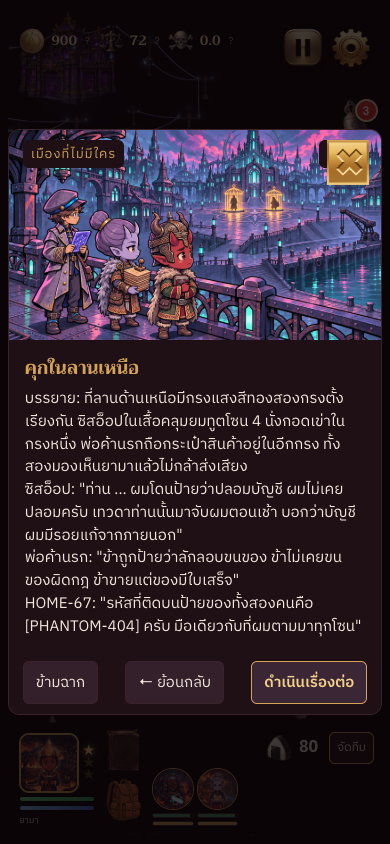 900 ?
72 ?
0.0 ?
3
เมืองที่ไม่มีใคร
คุกในลานเหนือ
บรรยาย: ที่ลานด้านเหนือมีกรงแสงสีทองสองกรงตั้ง
เรียงกัน ซิสอ็อปในเสื้อคลุมยมทูตโซน 4 นั่งกอดเข่าใน
กรงหนึ่ง พ่อค้านรกถือกระเป๋าสินค้าอยู่ในอีกกรง ทั้ง
สองมองเห็นยามาแล้วไม่กล้าส่งเสียง
ซิสอ็อป: "ท่าน ... ผมโดนป้ายว่าปลอมบัญชี ผมไม่เคย
ปลอมครับ เทวดาท่านนั้นมาจับผมตอนเช้า บอกว่าบัญชี
ผมมีรอยแก้จากภายนอก"
พ่อค้านรก: "ข้าถูกป้ายว่าลักลอบขนของ ข้าไม่เคยขน
ของผิดกฎ ข้าขายแต่ของมีใบเสร็จ"
HOME-67: "รหัสที่ติดบนป้ายของทั้งสองคนคือ
[PHANTOM-404] ครับ มือเดียวกับที่ผมตามมาทุกโซน"
ข้ามฉาก
← ย้อนกลับ
ดำเนินเรื่องต่อ
80
จัดทีม
ยามา